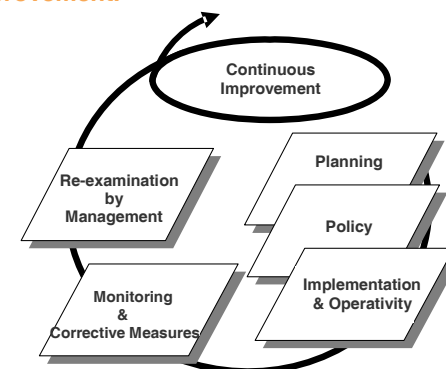 Continuous
Improvement
Planning
Policy
Implementation
& Operativity
Monitoring
&
Corrective Measures
Re-examination
by
Management